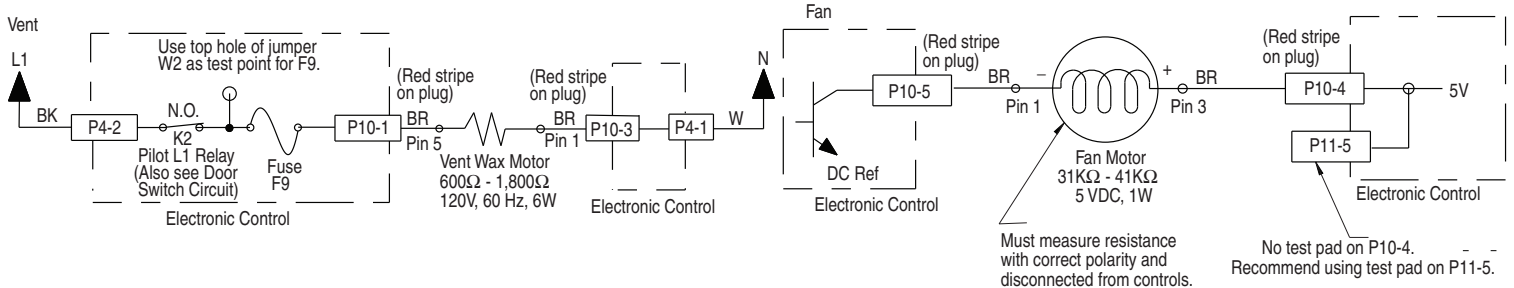 Vent
L1
BK
P4-2
Use top hole of jumper
W2 as test point for F9.
N.O.
K2
Pilot L1 Relay
(Also see Door
Switch Circuit)
Fuse
F9
P10-1
Electronic Control
(Red stripe
on plug)
BR
Pin 5
Vent Wax Motor
600Ω - 1,800Ω
120V, 60 Hz, 6W
(Red stripe
on plug)
BR
Pin 1
P10-3
P4-1
Electronic Control
W
N
Fan
DC Ref
P10-5
Electronic Control
(Red stripe
on plug)
BR
Pin 1
–
+
Fan Motor
31KΩ - 41KΩ
5 VDC, 1W
Must measure resistance
with correct polarity and
disconnected from controls.
BR
Pin 3
(Red stripe
on plug)
P10-4
P11-5
5V
Electronic Control
No test pad on P10-4.
Recommend using test pad on P11-5.